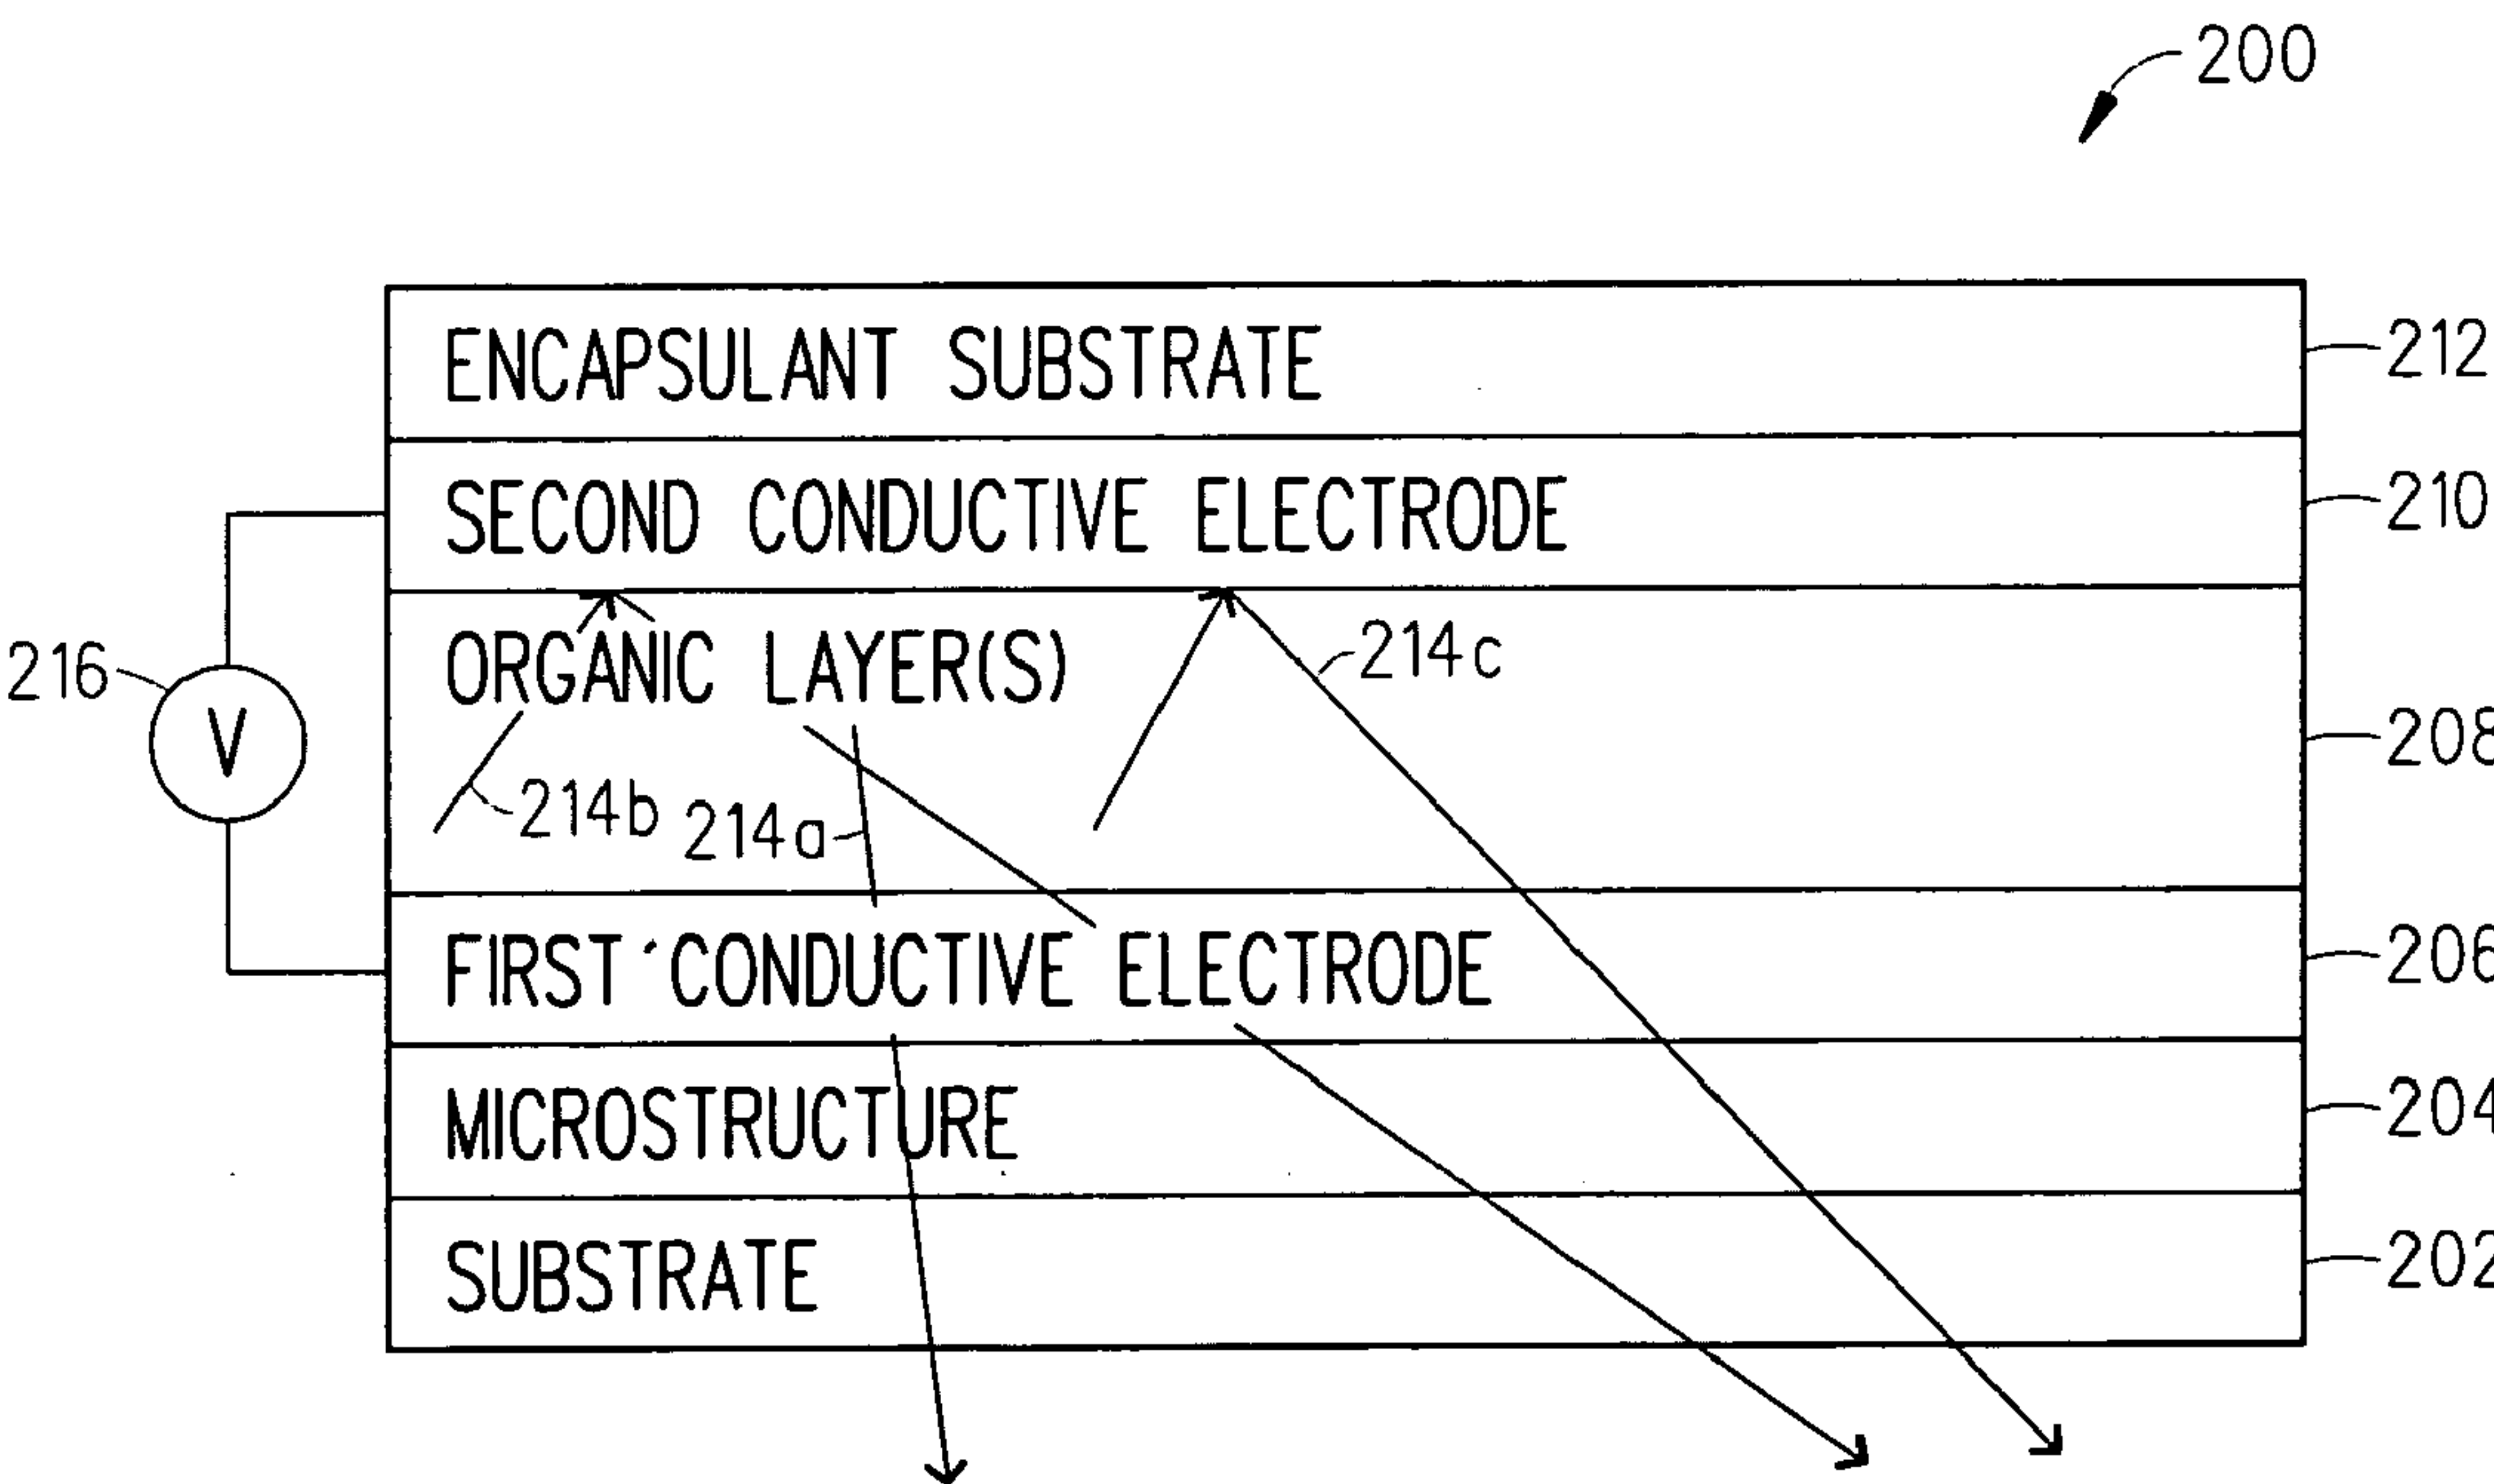 200
ENCAPSULANT SUBSTRATE
212
SECOND CONDUCTIVE ELECTRODE
210
ORGANIC LAYER(S)
214c
216
V
208
214b
214a
FIRST CONDUCTIVE ELECTRODE
206
MICROSTRUCTURE
204
SUBSTRATE
202